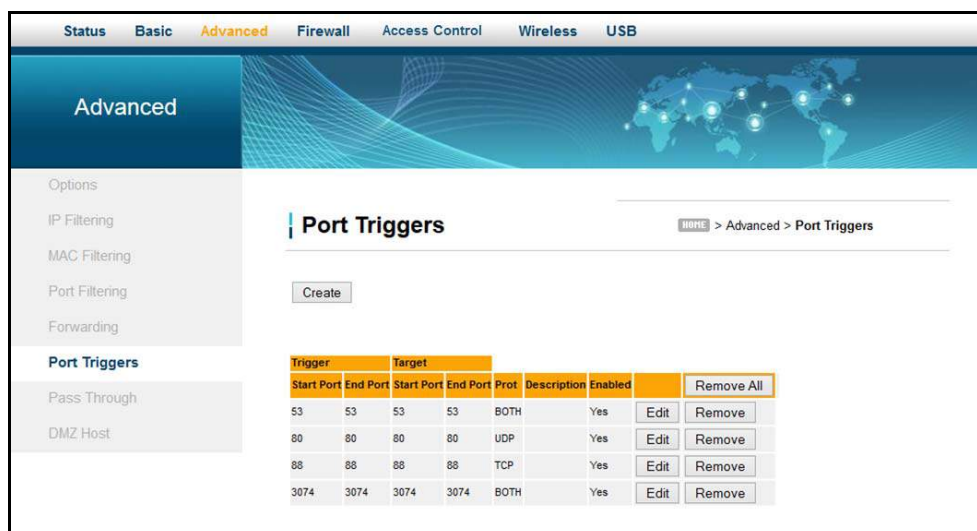 Status Basic Advanced Firewall Access Control Wireless USB
Advanced
Options
IP Filtering
MAC Filtering
Port Filtering
Forwarding
Port Triggers
Pass Through
DMZ Host
Port Triggers
HOME > Advanced > Port Triggers
Create
Trigger Target
Start Port End Port Start Port End Port Prot Description Enabled Remove All
53 53 53 53 BOTH Yes Edit Remove
80 80 80 80 UDP Yes Edit Remove
88 88 88 88 TCP Yes Edit Remove
3074 3074 3074 3074 BOTH Yes Edit Remove